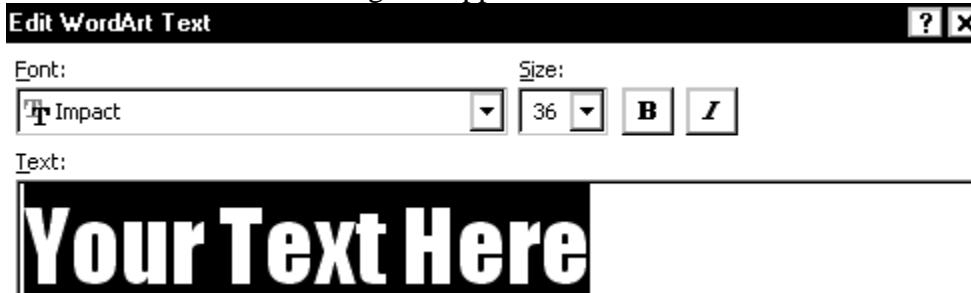 Edit WordArt Text ? X
Font: Size:
Impact 36 B I
Text:
Your Text Here